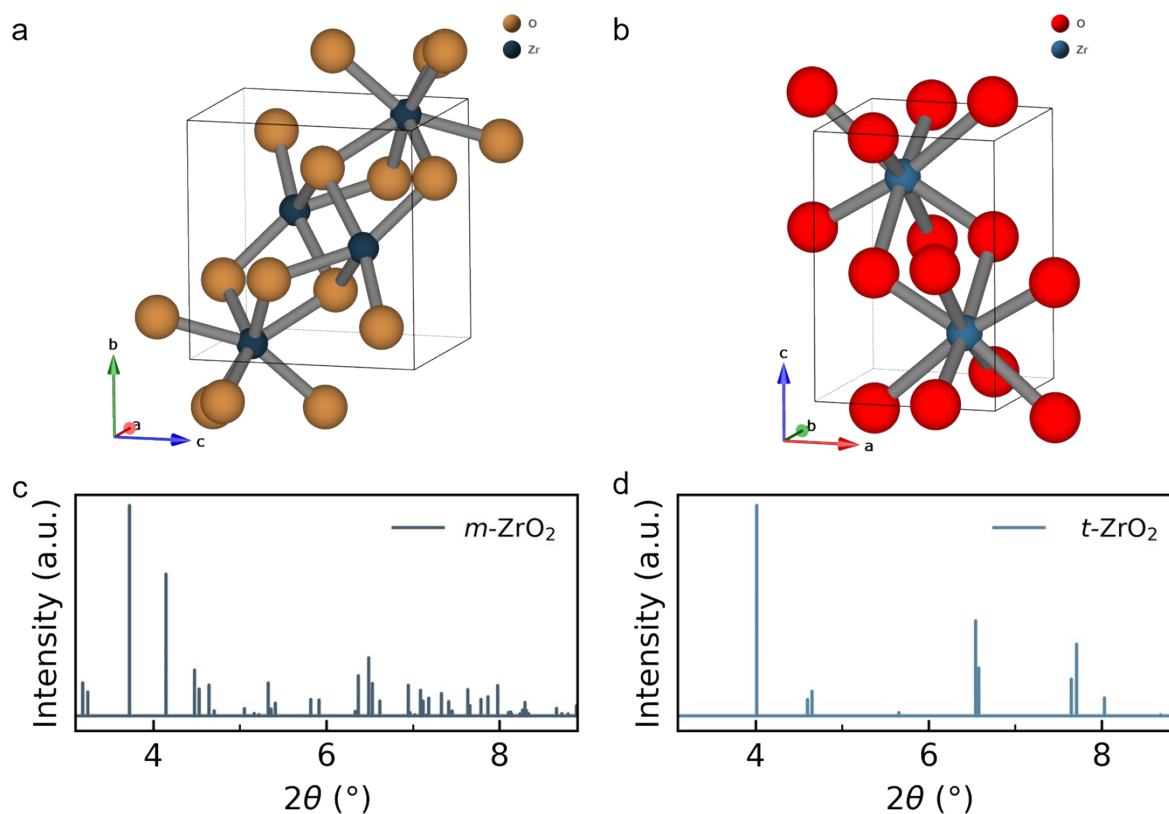 a
O
Zr
b
a
c
b
O
Zr
c
b
a
c
Intensity (a.u.)
m-ZrO₂
4
6
8
2θ (°)
d
Intensity (a.u.)
t-ZrO₂
4
6
8
2θ (°)